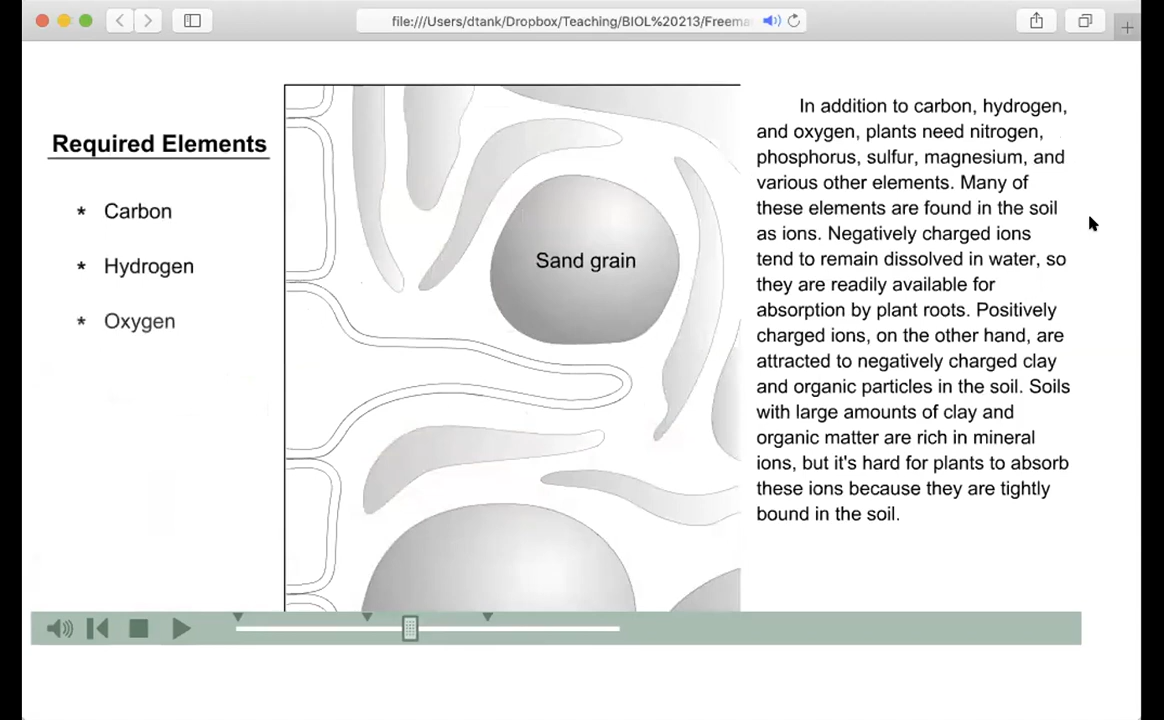 file:///Users/dtank/Dropbox/Teaching/BIOL%20213/Freema
Required Elements
* Carbon
* Hydrogen
* Oxygen
Sand grain
In addition to carbon, hydrogen,
and oxygen, plants need nitrogen,
phosphorus, sulfur, magnesium, and
various other elements. Many of
these elements are found in the soil
as ions. Negatively charged ions
tend to remain dissolved in water, so
they are readily available for
absorption by plant roots. Positively
charged ions, on the other hand, are
attracted to negatively charged clay
and organic particles in the soil. Soils
with large amounts of clay and
organic matter are rich in mineral
ions, but it's hard for plants to absorb
these ions because they are tightly
bound in the soil.